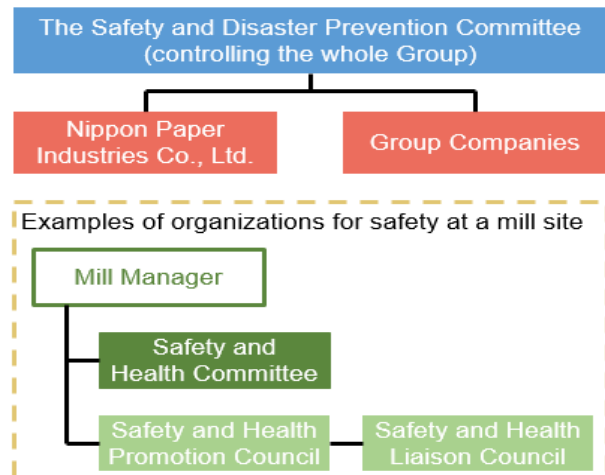 The Safety and Disaster Prevention Committee
(controlling the whole Group)
Nippon Paper
Industries Co., Ltd.
Group Companies
Examples of organizations for safety at a mill site
Mill Manager
Safety and
Health Committee
Safety and Health
Promotion Council
Safety and Health
Liaison Council